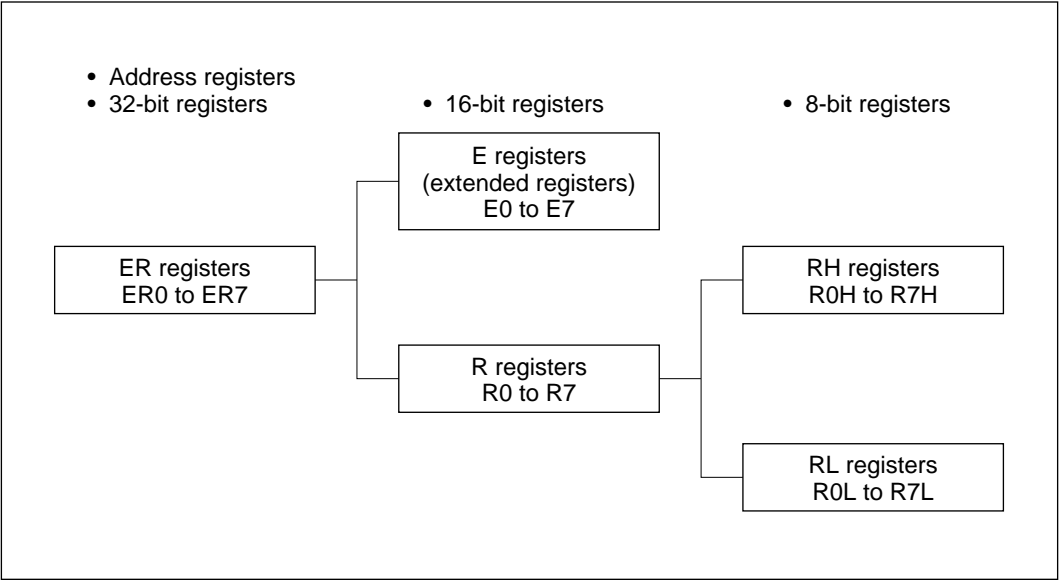 • Address registers
• 32-bit registers
• 16-bit registers
• 8-bit registers
E registers
(extended registers)
E0 to E7
ER registers
ER0 to ER7
RH registers
R0H to R7H
R registers
R0 to R7
RL registers
R0L to R7L